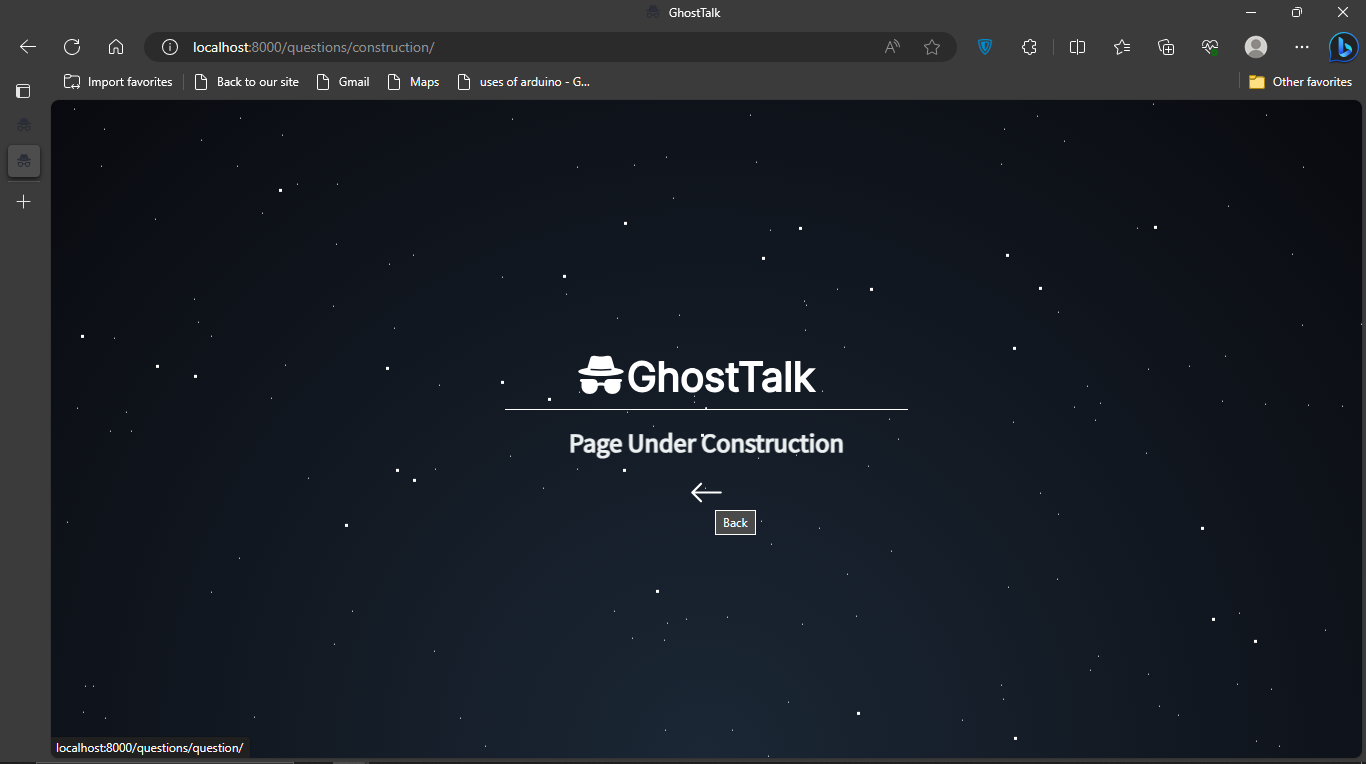 GhostTalk
localhost:8000/questions/construction/
Import favorites
Back to our site
Gmail
Maps
uses of arduino - G...
Other favorites
GhostTalk
Page Under Construction
Back
localhost:8000/questions/question/